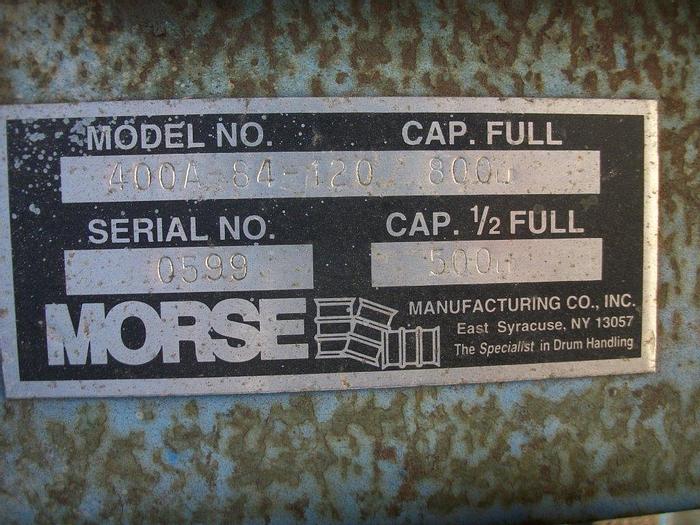 MODEL NO. CAP. FULL
400A-84-120 800
SERIAL NO. CAP. ½ FULL
0599 500
MORSE
MANUFACTURING CO., INC.
East Syracuse, NY 13057
The Specialist in Drum Handling